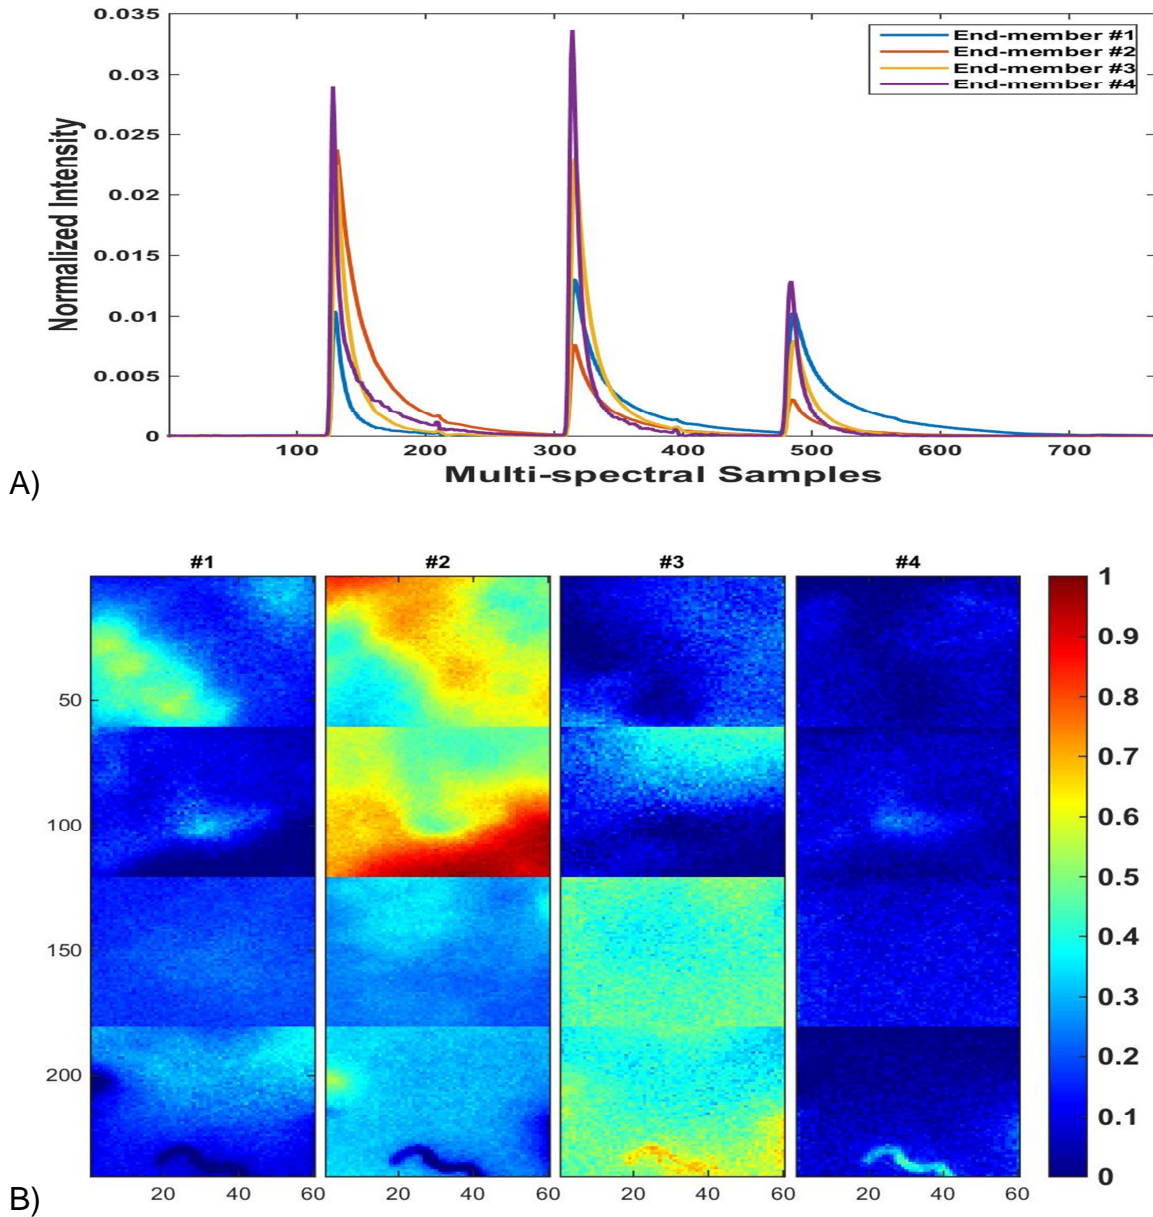 0.035
0.03
0.025
0.02
0.015
0.01
0.005
0
Normalized Intensity
End-member #1
End-member #2
End-member #3
End-member #4
100 200 300 400 500 600 700
Multi-spectral Samples
A)
#1 #2 #3 #4
50
100
150
200
20 40 60 20 40 60 20 40 60
20 40
1
0.9
0.8
0.7
0.6
0.5
0.4
0.3
0.2
0.1
0
B)